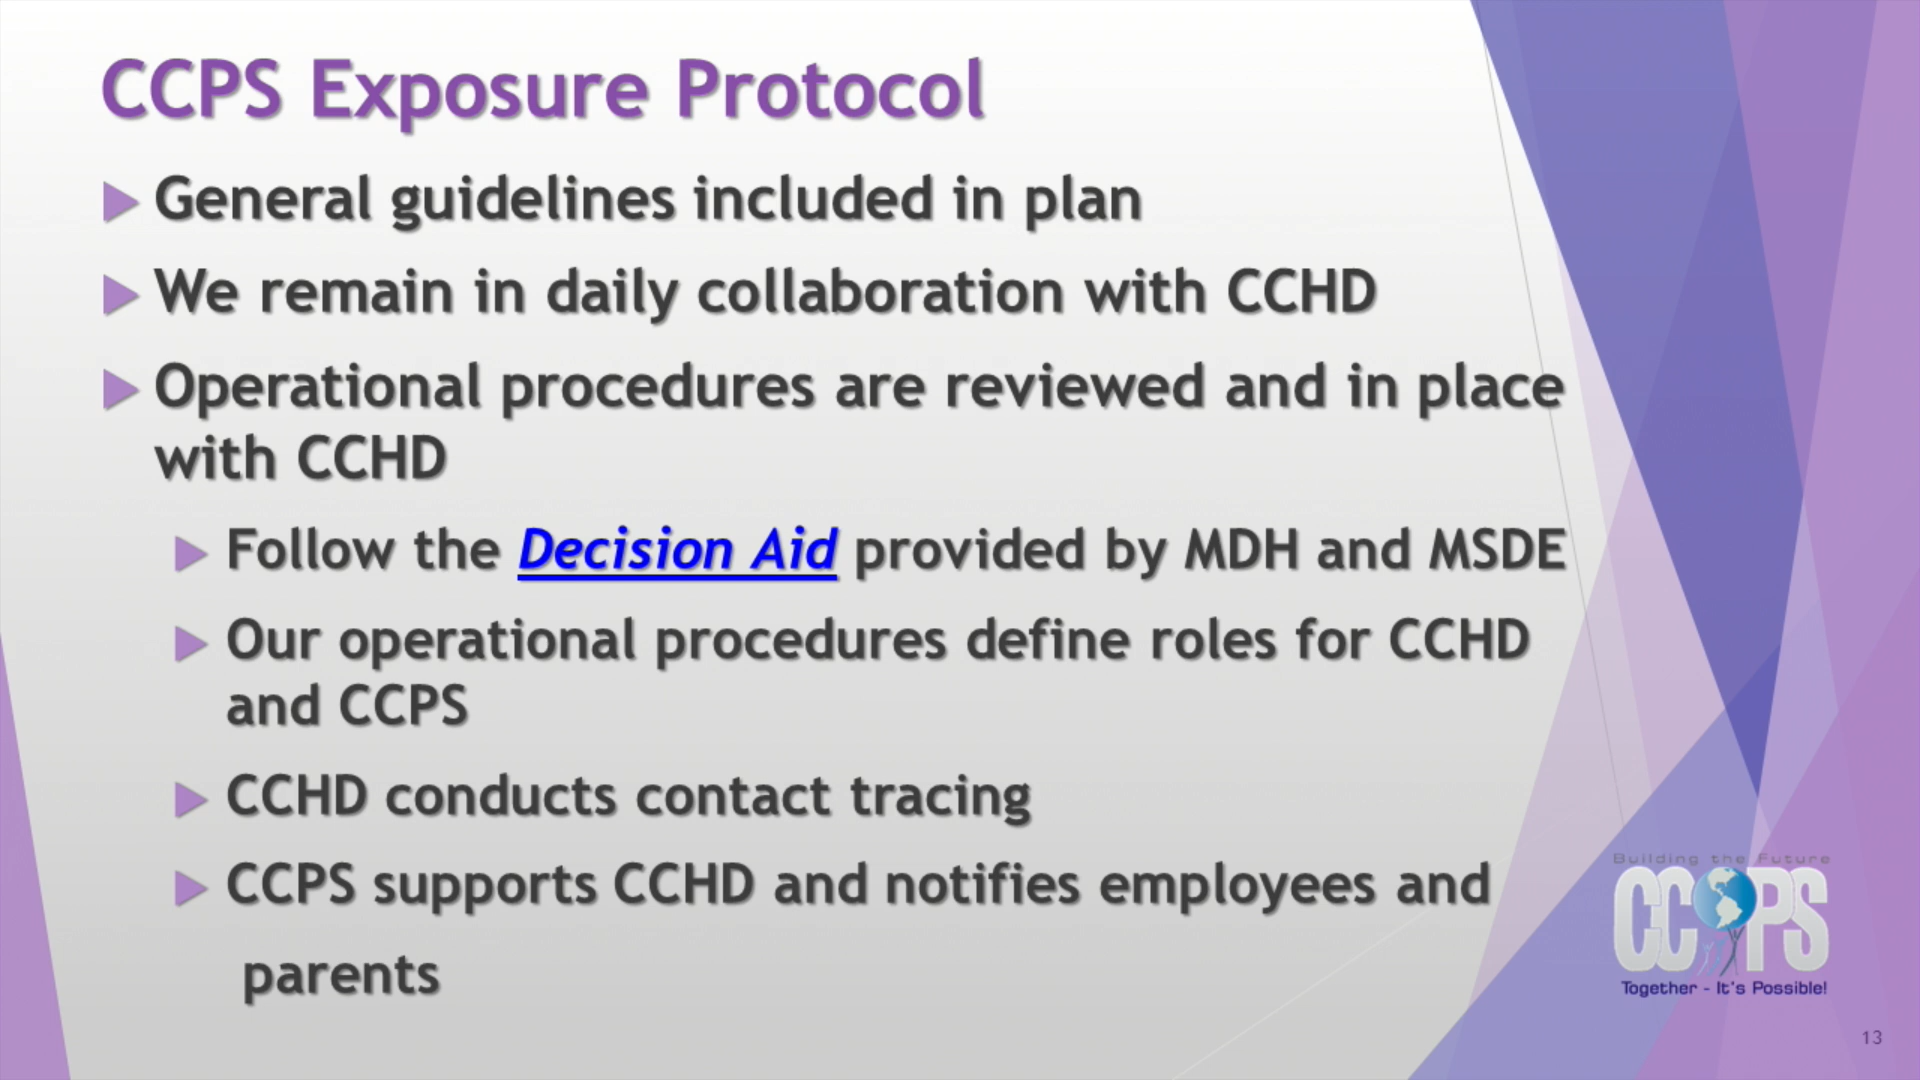 CCPS Exposure Protocol
General guidelines included in plan
We remain in daily collaboration with CCHD
Operational procedures are reviewed and in place
with CCHD
Follow the Decision Aid provided by MDH and MSDE
Our operational procedures define roles for CCHD
and CCPS
CCHD conducts contact tracing
CCPS supports CCHD and notifies employees and
parents
Building the Future
CCPS
Together - It's Possible!
13